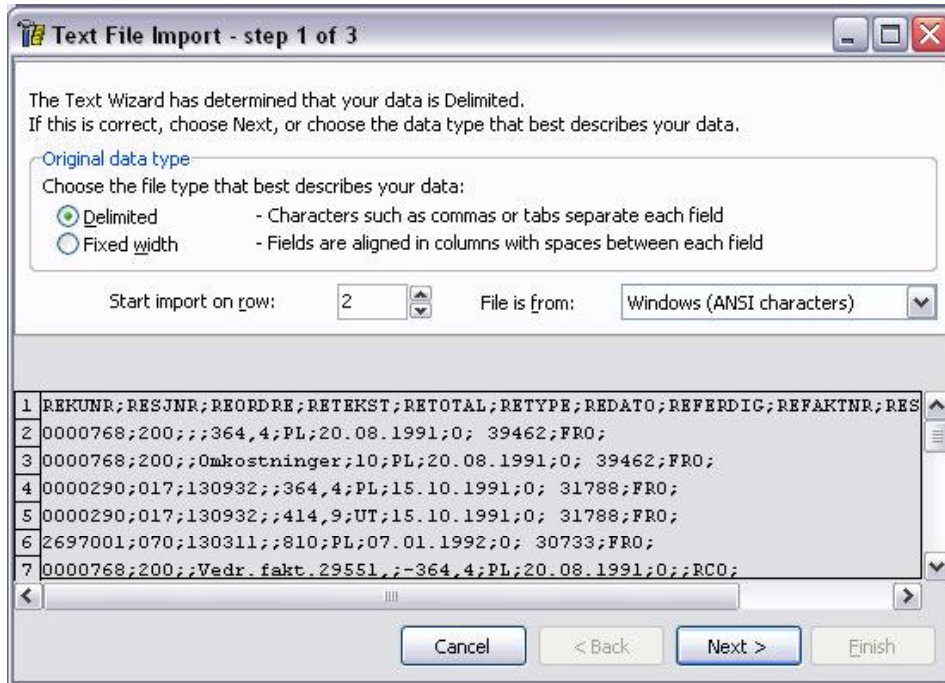 Text File Import - step 1 of 3
The Text Wizard has determined that your data is Delimited.
If this is correct, choose Next, or choose the data type that best describes your data.
Original data type
Choose the file type that best describes your data:
Delimited - Characters such as commas or tabs separate each field
Fixed width - Fields are aligned in columns with spaces between each field
Start import on row: 2 File is from: Windows (ANSI characters)
1 REKUNR;RESJNR;REORDRE;RETEKST;RETOTAL;RETYPE;REDATO;REFERDIG;REFAKTNR;RES
2 0000768;200;;;364,4;PL;20.08.1991;0; 39462;FRO;
3 0000768;200;;Omkostninger;10;PL;20.08.1991;0; 39462;FRO;
4 0000290;017;130932;;364,4;PL;15.10.1991;0; 31788;FRO;
5 0000290;017;130932;;414,9;UT;15.10.1991;0; 31788;FRO;
6 2697001;070;130311;;810;PL;07.01.1992;0; 30733;FRO;
7 0000768;200;;Vedr.fakt.29551,;-364,4;PL;20.08.1991;0;;RCO;
Cancel < Back Next > Finish